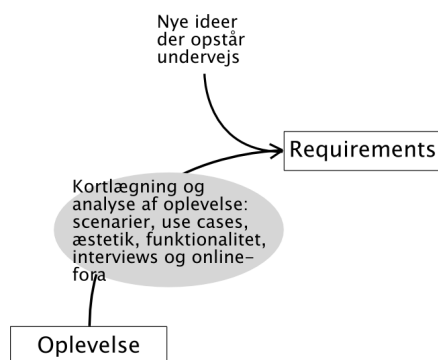 Nye ideer
der opstår
undervejs
Requirements
Kortlægning og
analyse af oplevelse:
scenarier, use cases,
æstetik, funktionalitet,
interviews og online-
fora
Oplevelse